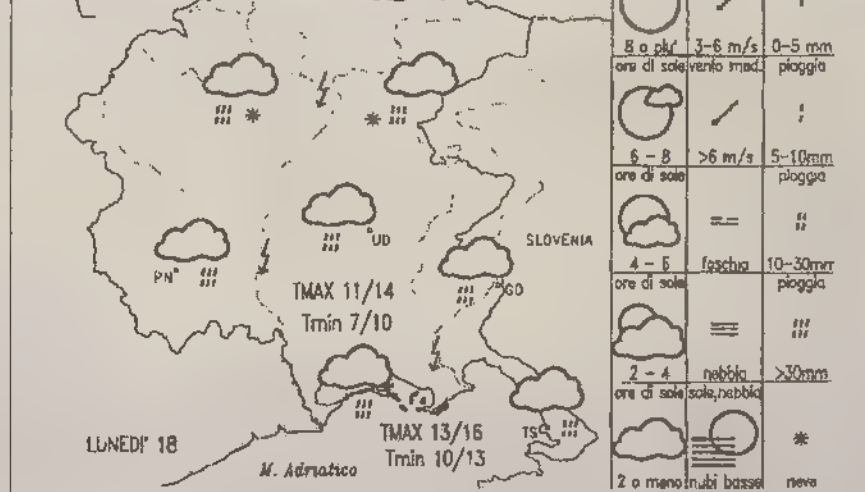 8 o piu'
3-6 m/s
0-5 mm
ore di sole
vento med.
pioggia
6 - 8
>6 m/s
5-10mm
ore di sole
pioggia
SLOVENIA
4 - 6
foschia
10-30mm
ore di sole
pioggia
UD
PN
GO
TMAX 11/14
Tmin 7/10
2 - 4
nebbia
>30mm
ore di sole
sole,nebbia
TS
TMAX 13/16
Tmin 10/13
LUNEDI' 18
M. Adriatico
2 o meno
nubi basse
neve